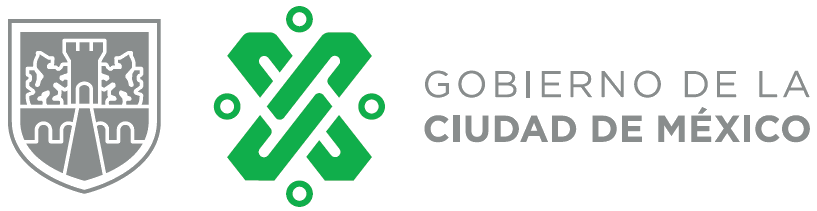 GOBIERNO DE LA
CIUDAD DE MÉXICO